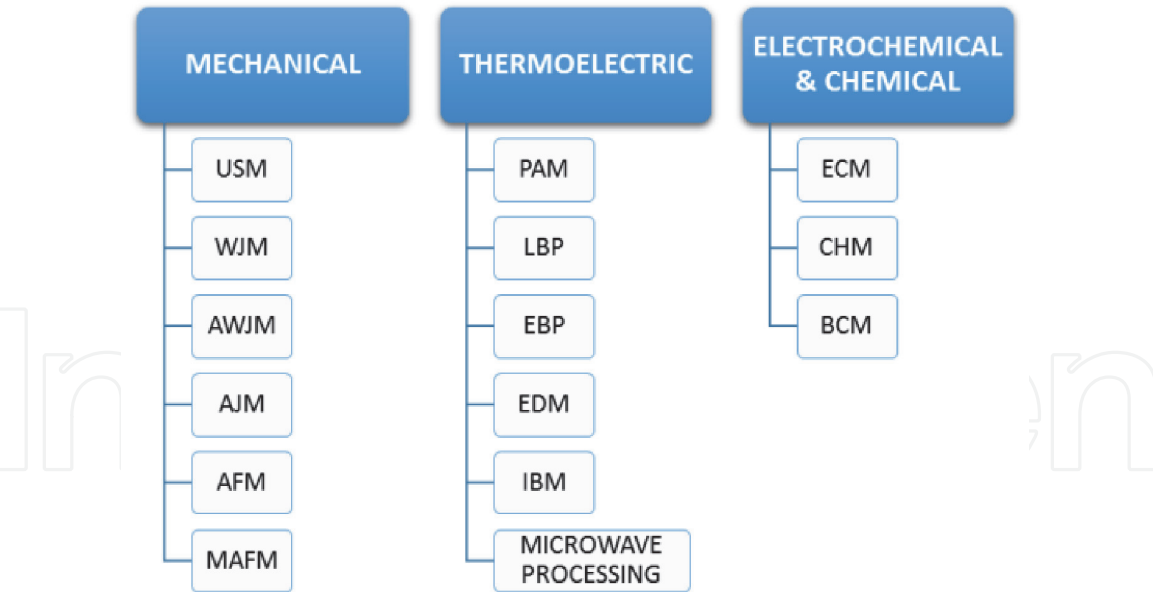 MECHANICAL
USM
WJM
AWJM
AJM
AFM
MAFM
THERMOELECTRIC
PAM
LBP
EBP
EDM
IBM
MICROWAVE
PROCESSING
ELECTROCHEMICAL
& CHEMICAL
ECM
CHM
BCM